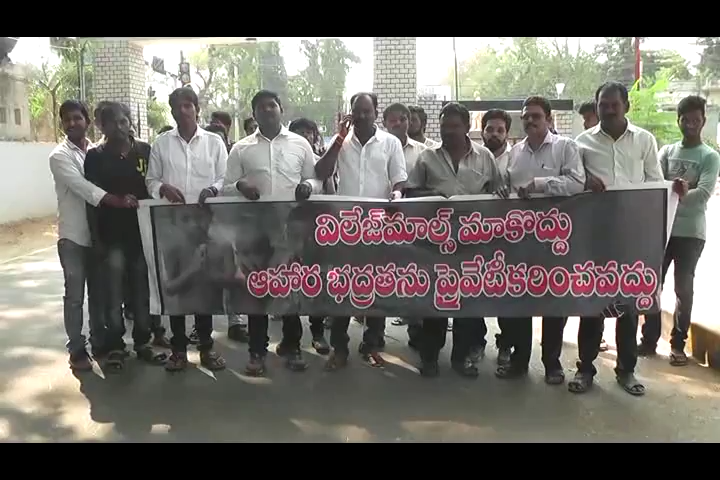 విలేజ్‌మాల్స్ మాకొద్దు
ఆహార భద్రతను ప్రైవేటీకరించవద్దు